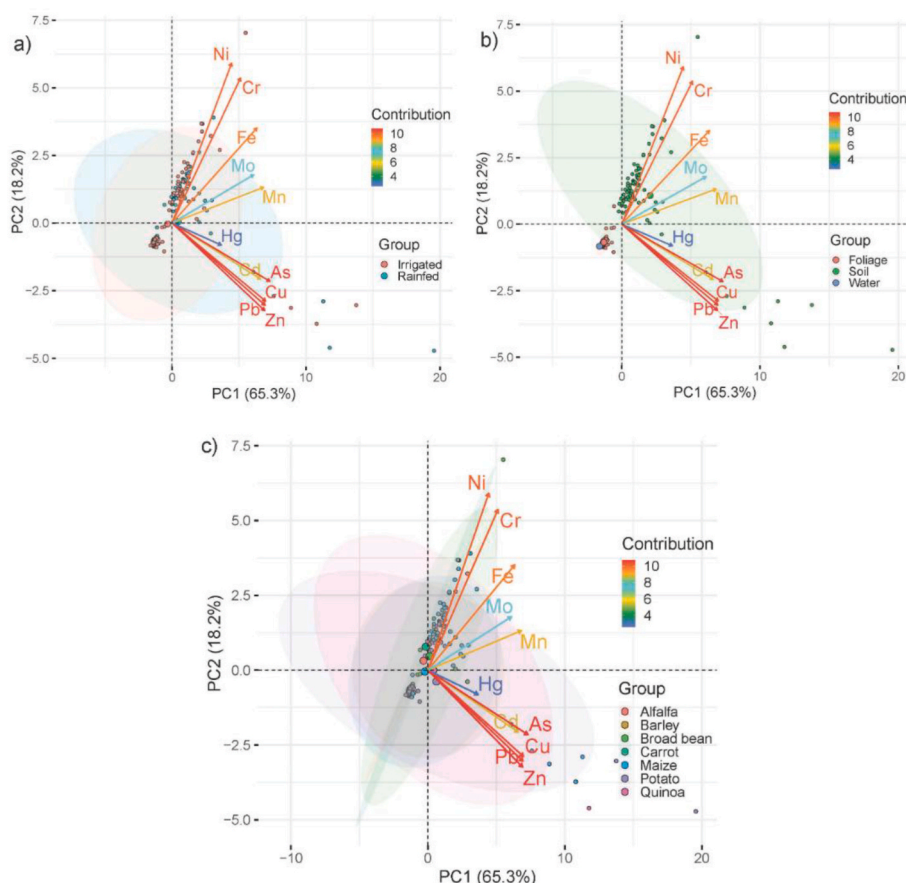 a)
7.5
5.0
2.5
0.0
−2.5
−5.0
PC2 (18.2%)
Ni
Cr
Fe
Mo
Mn
Hg
Cd
As
Cu
Pb
Zn
Contribution
10
8
6
4
Group
Irrigated
Rainfed
0
10
20
PC1 (65.3%)
b)
7.5
5.0
2.5
0.0
−2.5
−5.0
PC2 (18.2%)
Ni
Cr
Fe
Mo
Mn
Hg
Cd
As
Cu
Pb
Zn
Contribution
10
8
6
4
Group
Foliage
Soil
Water
0
10
20
PC1 (65.3%)
c)
7.5
5.0
2.5
0.0
−2.5
−5.0
PC2 (18.2%)
Ni
Cr
Fe
Mo
Mn
Hg
Cd
As
Cu
Pb
Zn
Contribution
10
8
6
4
Group
Alfalfa
Barley
Broad bean
Carrot
Maize
Potato
Quinoa
−10
0
10
20
PC1 (65.3%)